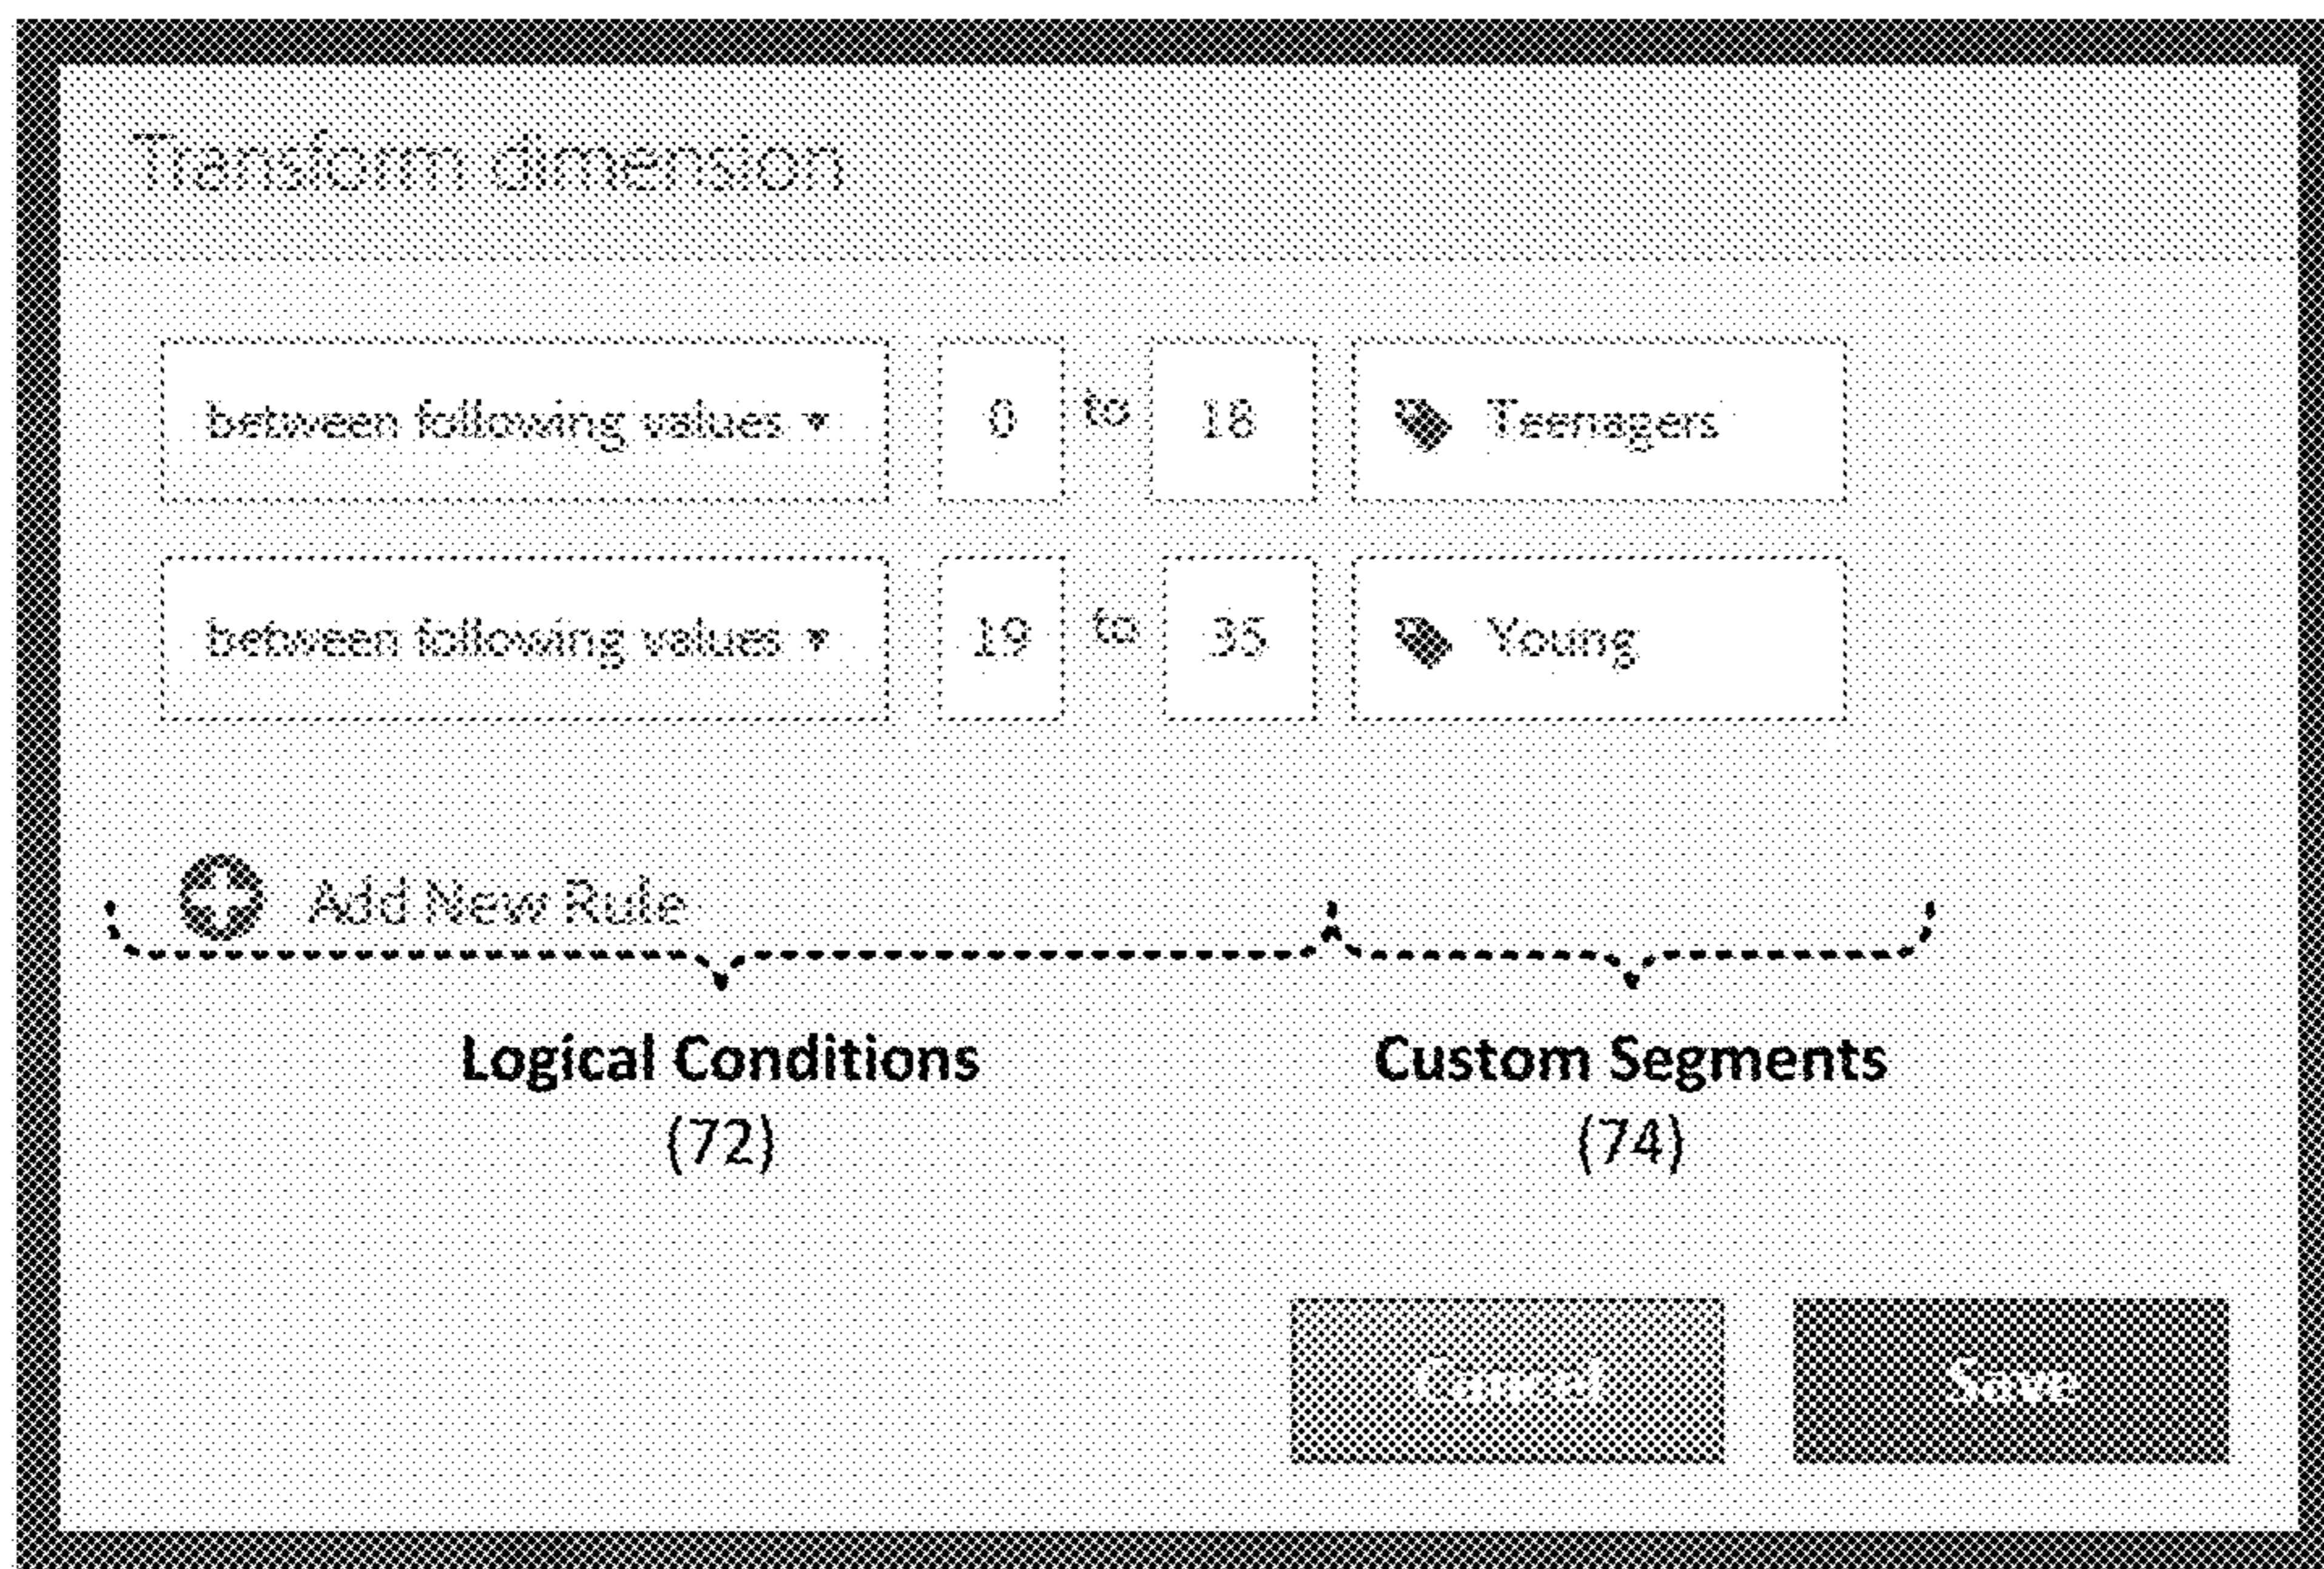 Transform dimension
between following values 0 to 18 Teenagers
between following values 19 to 35 Young
Add New Rule
Logical Conditions Custom Segments
(72) (74)
Cancel Save